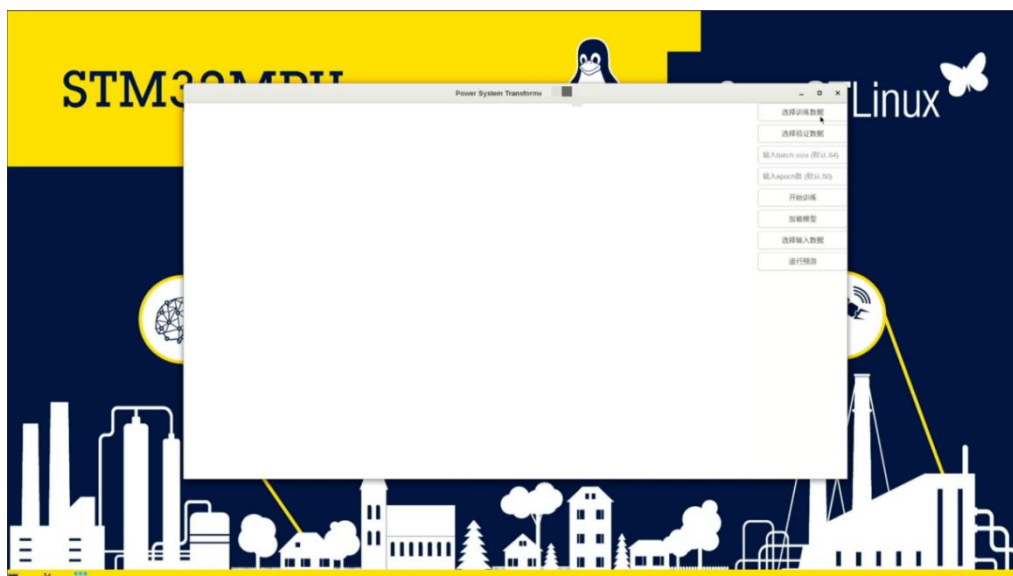 STM32MPU
Linux
Power System Transforme
选择训练数据
选择验证数据
输入batch size (默认:64)
输入epoch数 (默认:50)
开始训练
加载模型
选择输入数据
运行预测